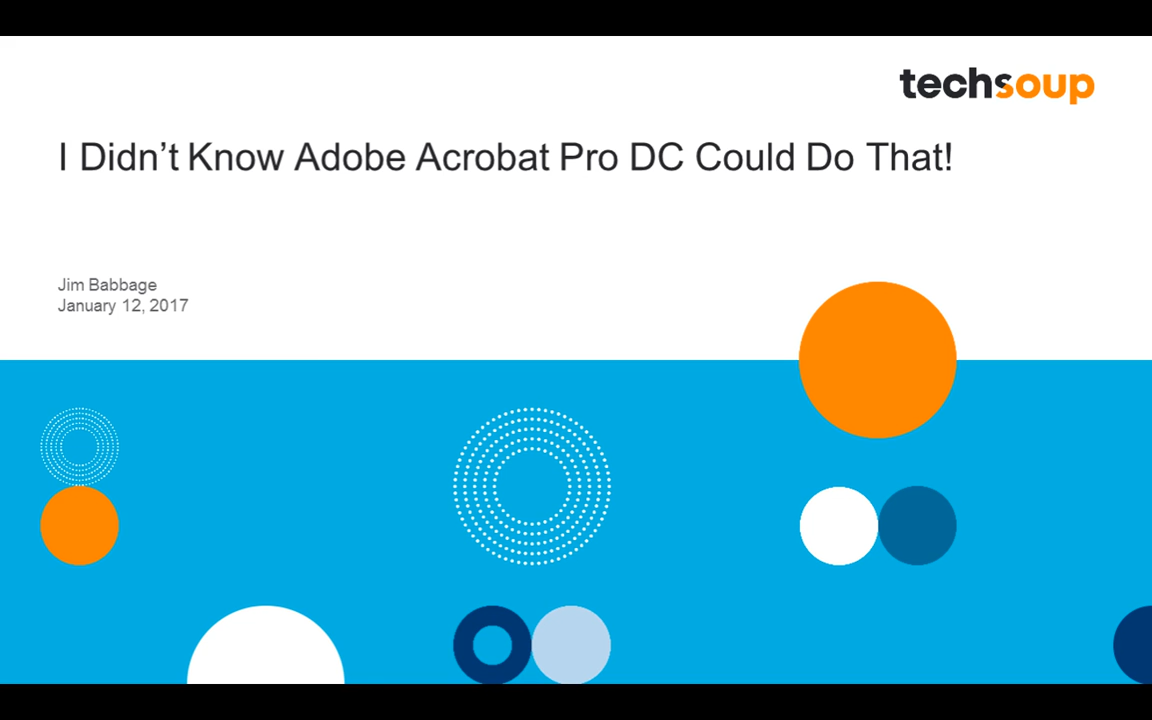 techsoup
I Didn't Know Adobe Acrobat Pro DC Could Do That!
Jim Babbage
January 12, 2017